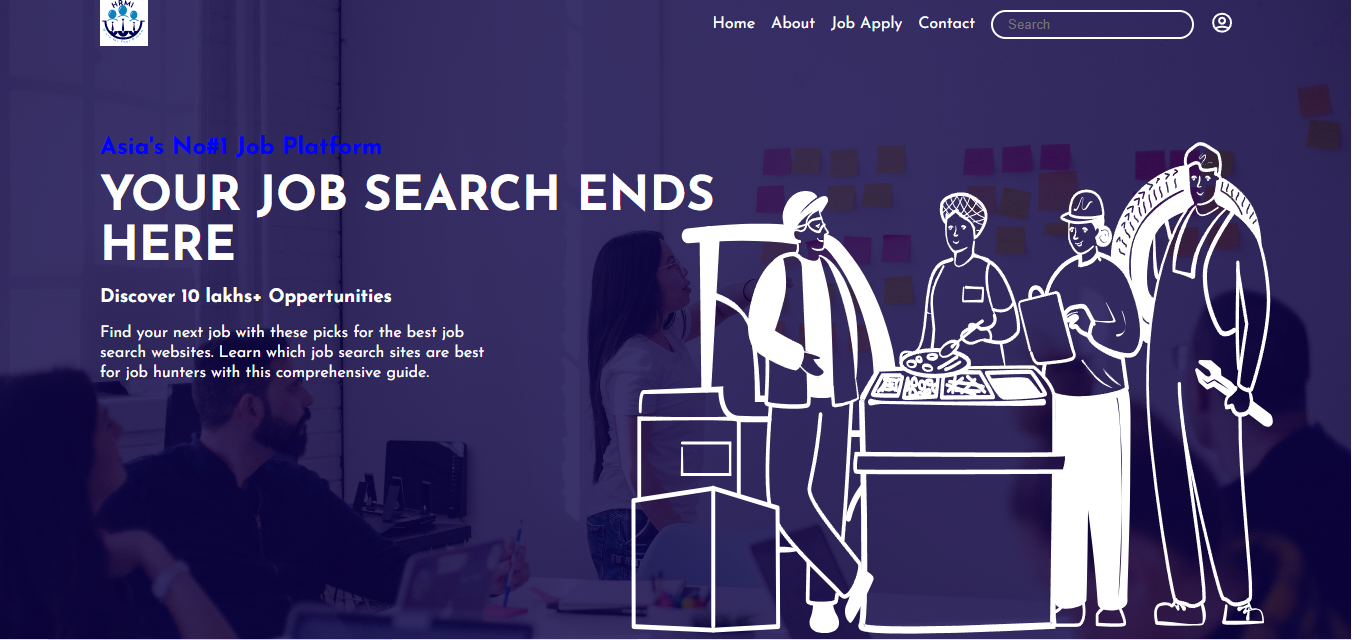 HRMI
Home About Job Apply Contact Search
Asia's No#1 Job Platform
YOUR JOB SEARCH ENDS
HERE
Discover 10 lakhs+ Oppertunities
Find your next job with these picks for the best job
search websites. Learn which job search sites are best
for job hunters with this comprehensive guide.